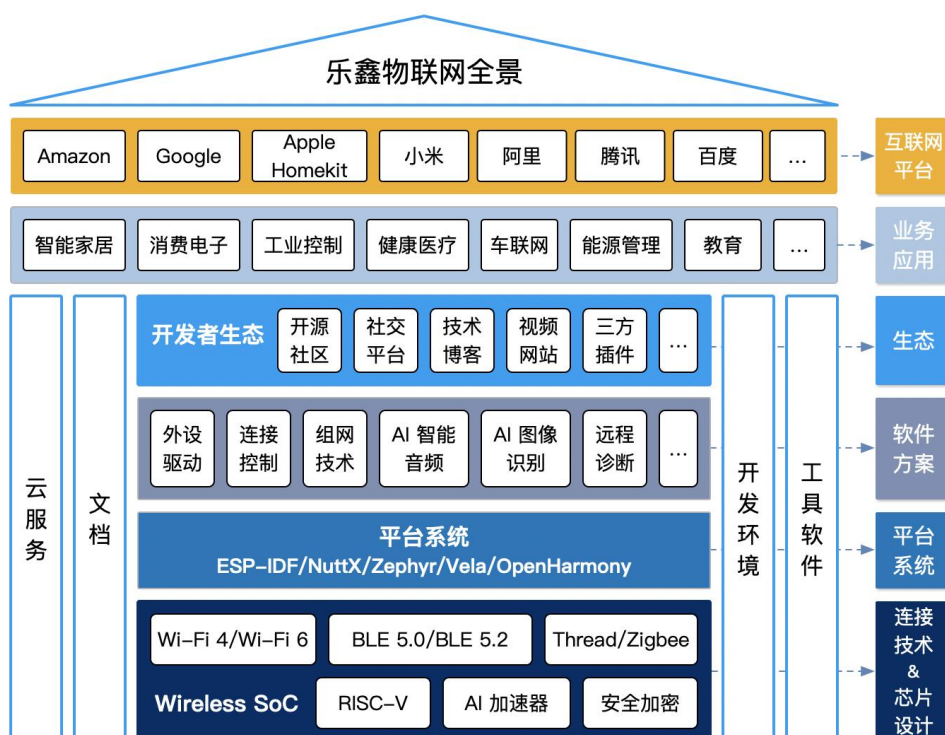 乐鑫物联网全景
Amazon
Google
Apple
Homekit
小米
阿里
腾讯
百度
...
互联网
平台
智能家居
消费电子
工业控制
健康医疗
车联网
能源管理
教育
...
业务
应用
云服务
文档
开发者生态
开源
社区
社交
平台
技术
博客
视频
网站
三方
插件
...
生态
外设
驱动
连接
控制
组网
技术
AI 智能
音频
AI 图像
识别
远程
诊断
...
软件
方案
平台系统
ESP-IDF/NuttX/Zephyr/Vela/OpenHarmony
平台
系统
Wi-Fi 4/Wi-Fi 6
BLE 5.0/BLE 5.2
Thread/Zigbee
Wireless SoC
RISC-V
AI 加速器
安全加密
开发环境
工具软件
连接
技术
&
芯片
设计